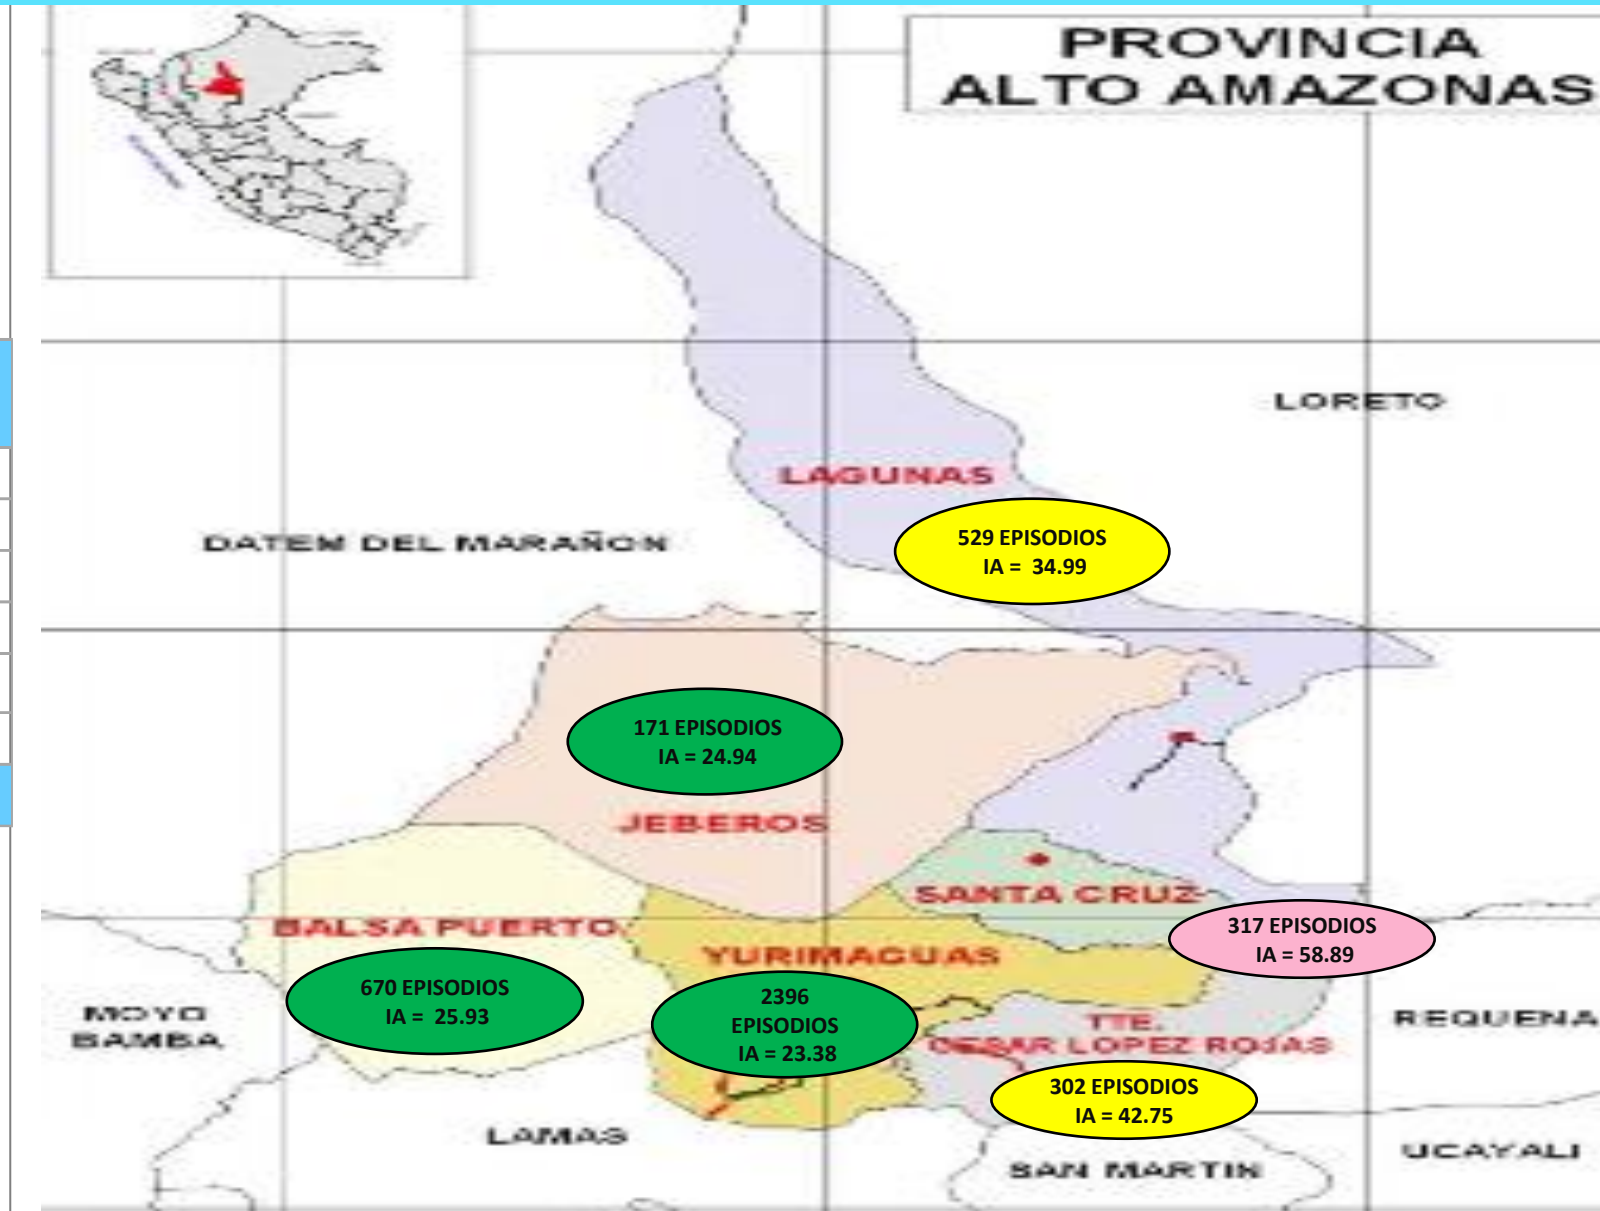 PROVINCIA
ALTO AMAZONAS
LORETO
LAGUNAS
529 EPISODIOS
IA =  34.99
DATEM DEL MARAÑON
171 EPISODIOS
IA = 24.94
JEBEROS
SANTA CRUZ
317 EPISODIOS
IA = 58.89
BALSA PUERTO
YURIMAGUAS
670 EPISODIOS
IA =  25.93
2396
EPISODIOS
IA = 23.38
MOYO
BAMBA
TTE.
CESAR LOPEZ ROJAS
REQUENA
302 EPISODIOS
IA = 42.75
LAMAS
SAN MARTIN
UCAYALI